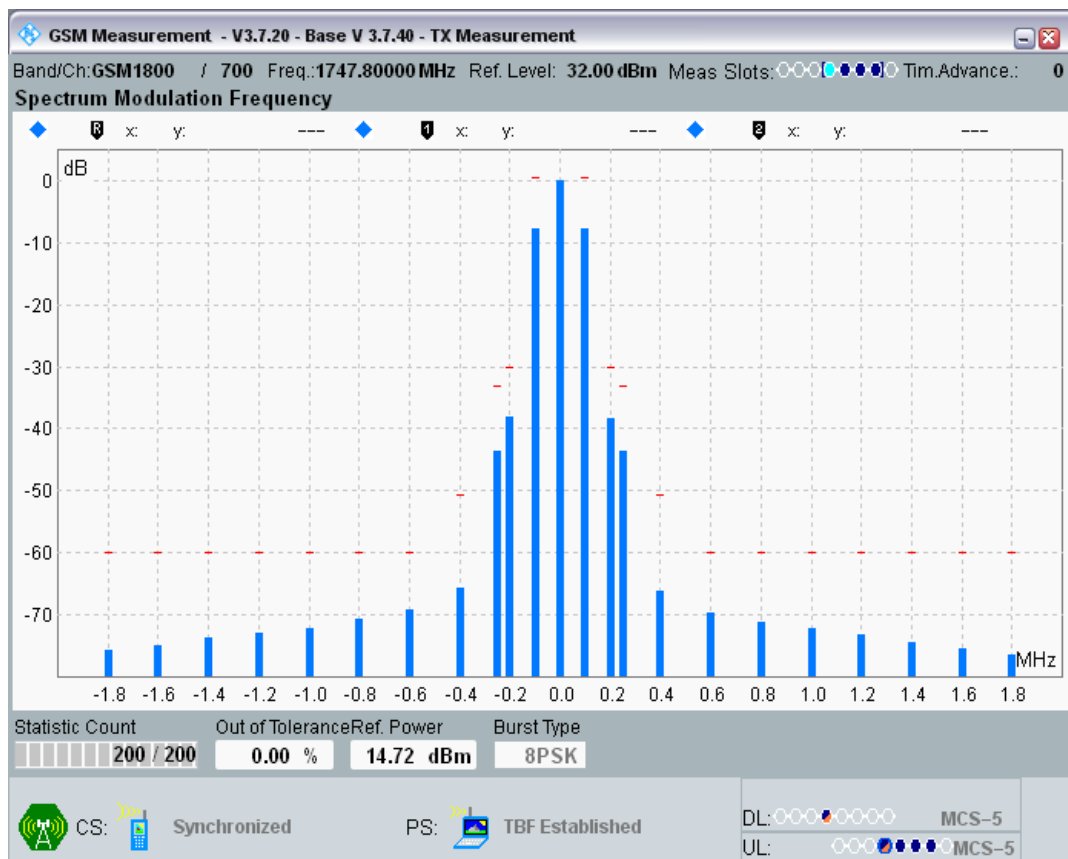 GSM Measurement - V3.7.20 - Base V 3.7.40 - TX Measurement
Band/Ch:GSM1800 / 700 Freq.:1747.80000 MHz Ref. Level: 32.00 dBm Meas Slots: Tim.Advance.: 0
Spectrum Modulation Frequency
R x: y: --- 1 x: y: --- 2 x: y: ---
dB
0
-10
-20
-30
-40
-50
-60
-70
MHz
-1.8 -1.6 -1.4 -1.2 -1.0 -0.8 -0.6 -0.4 -0.2 0.0 0.2 0.4 0.6 0.8 1.0 1.2 1.4 1.6 1.8
Statistic Count Out of Tolerance Ref. Power Burst Type
200 / 200 0.00 % 14.72 dBm 8PSK
CS: Synchronized PS: TBF Established
DL: MCS-5
UL: MCS-5